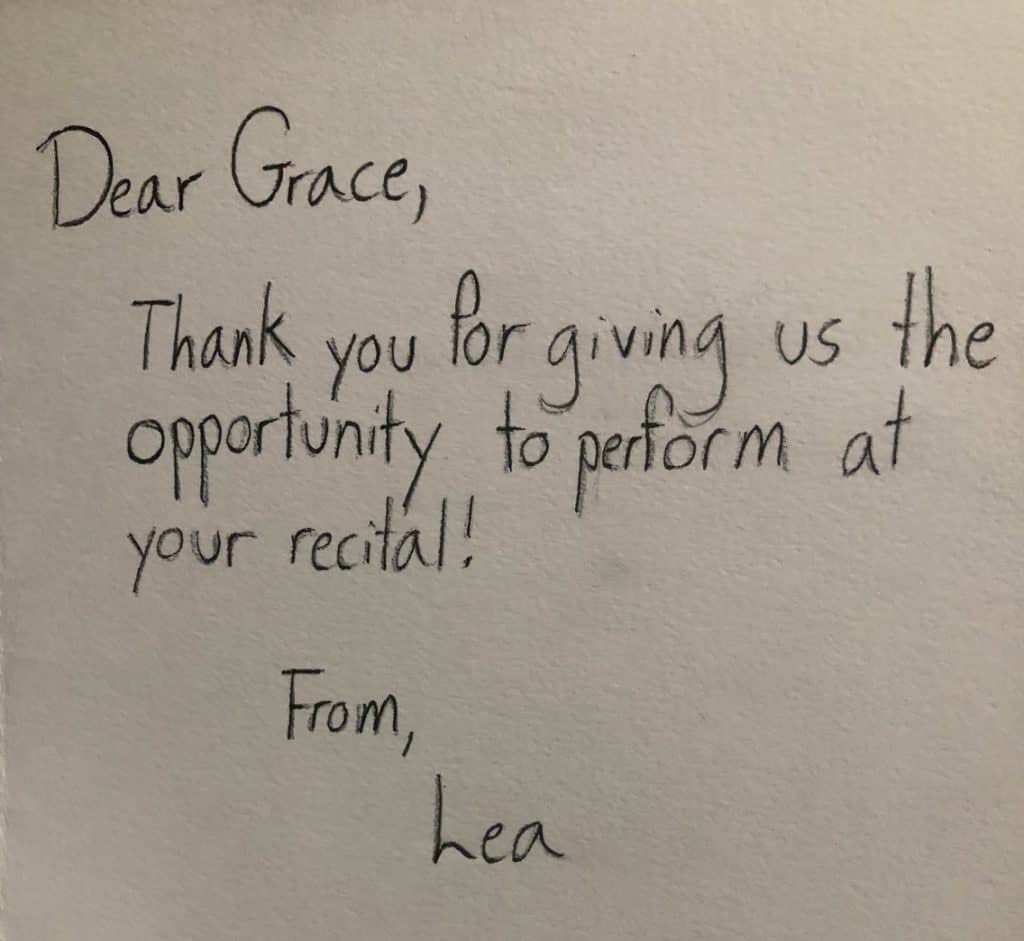 Dear Grace,
Thank you for giving us the
opportunity to perform at
your recital!
From,
Lea